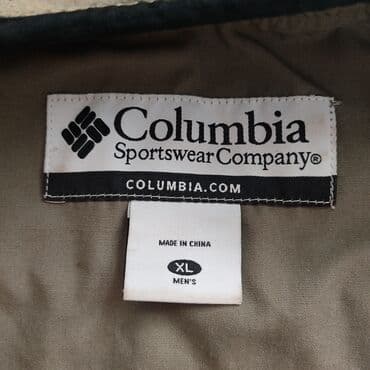 Columbia
Sportswear Company®
COLUMBIA.COM
MADE IN CHINA
XL
MEN'S